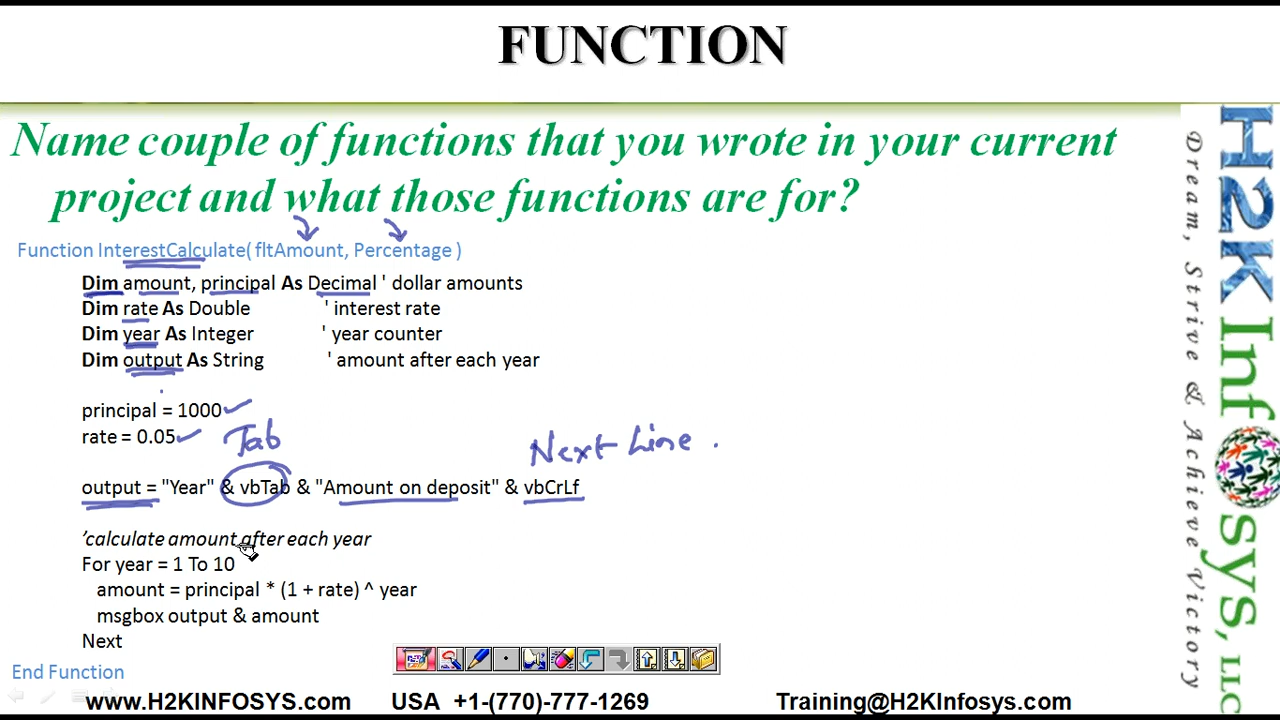 FUNCTION
Name couple of functions that you wrote in your current
project and what those functions are for?
Function InterestCalculate( fltAmount, Percentage )
Dim amount, principal As Decimal ' dollar amounts
Dim rate As Double ' interest rate
Dim year As Integer ' year counter
Dim output As String ' amount after each year
principal = 1000
rate = 0.05
Tab
Next Line .
output = "Year" & vbTab & "Amount on deposit" & vbCrLf
'calculate amount after each year
For year = 1 To 10
amount = principal * (1 + rate) ^ year
msgbox output & amount
Next
End Function
www.H2KINFOSYS.com USA +1-(770)-777-1269 Training@H2KInfosys.com
Dream, Strive & Achieve Victory
H2K Infosys, LLC